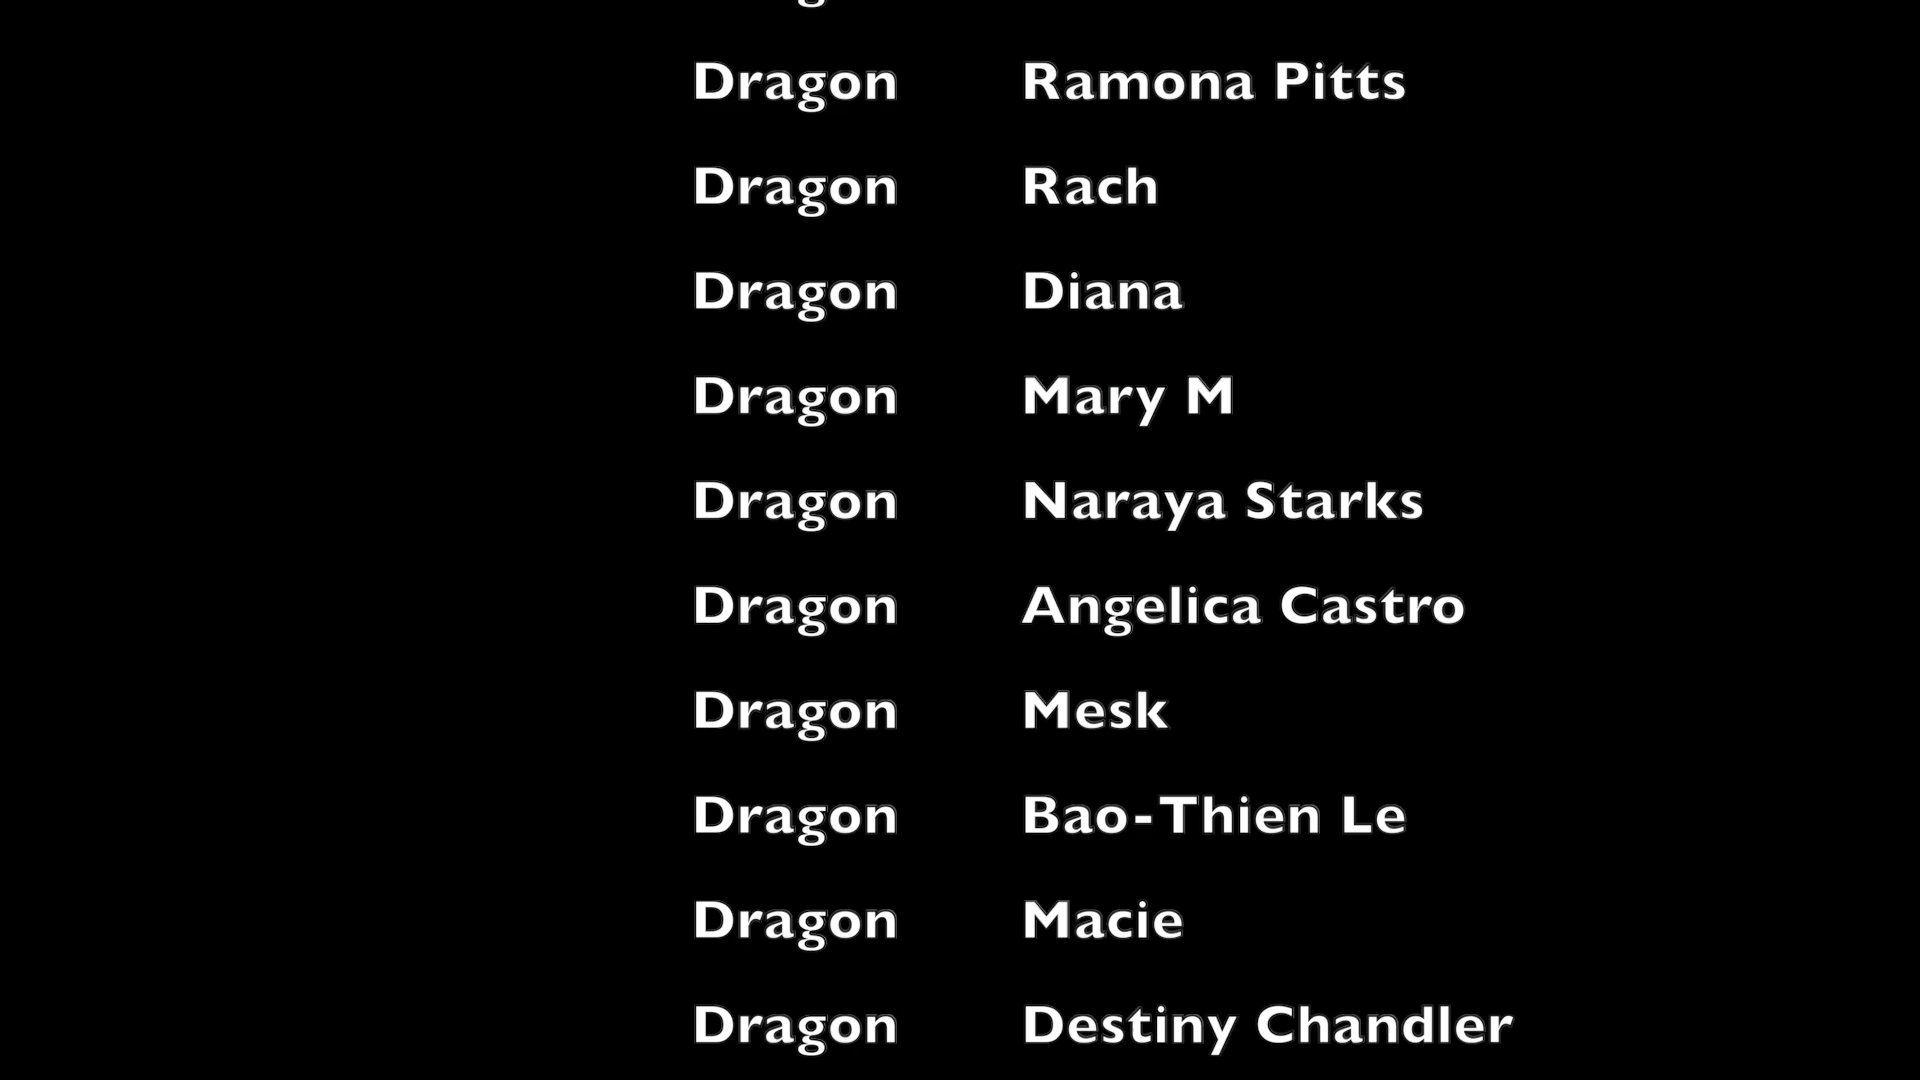 Dragon Ramona Pitts
Dragon Rach
Dragon Diana
Dragon Mary M
Dragon Naraya Starks
Dragon Angelica Castro
Dragon Mesk
Dragon Bao-Thien Le
Dragon Macie
Dragon Destiny Chandler